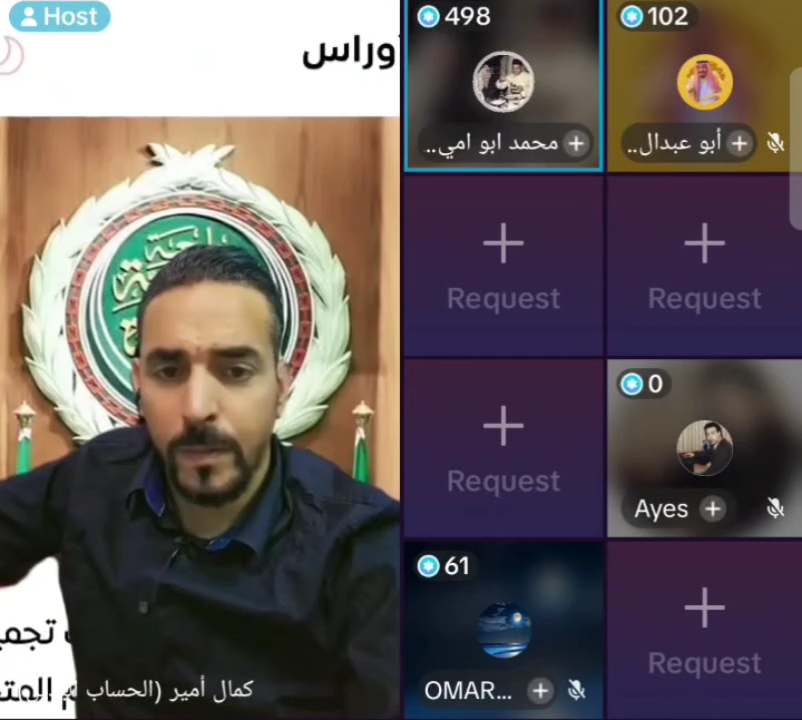 Host
أوراس
498
محمد ابو امي..
102
أبو عبدال..
Request
Request
Request
0
Ayes
61
OMAR...
Request
كمال أمير (الحساب